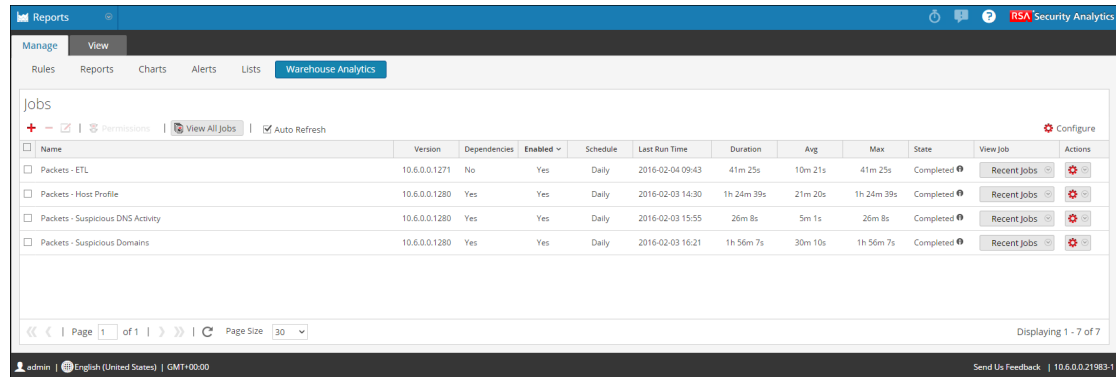 Reports RSA Security Analytics
Manage View
Rules Reports Charts Alerts Lists Warehouse Analytics
Jobs
Permissions View All Jobs Auto Refresh Configure
Name Version Dependencies Enabled Schedule Last Run Time Duration Avg Max State View Job Actions
Packets - ETL 10.6.0.0.1271 No Yes Daily 2016-02-04 09:43 41m 25s 10m 21s 41m 25s Completed Recent Jobs
Packets - Host Profile 10.6.0.0.1280 Yes Yes Daily 2016-02-03 14:30 1h 24m 39s 21m 20s 1h 24m 39s Completed Recent Jobs
Packets - Suspicious DNS Activity 10.6.0.0.1280 Yes Yes Daily 2016-02-03 15:55 26m 8s 5m 1s 26m 8s Completed Recent Jobs
Packets - Suspicious Domains 10.6.0.0.1280 Yes Yes Daily 2016-02-03 16:21 1h 56m 7s 30m 10s 1h 56m 7s Completed Recent Jobs
Page 1 of 1 Page Size 30 Displaying 1 - 7 of 7
admin | English (United States) | GMT+00:00 Send Us Feedback | 10.6.0.0.21983-1